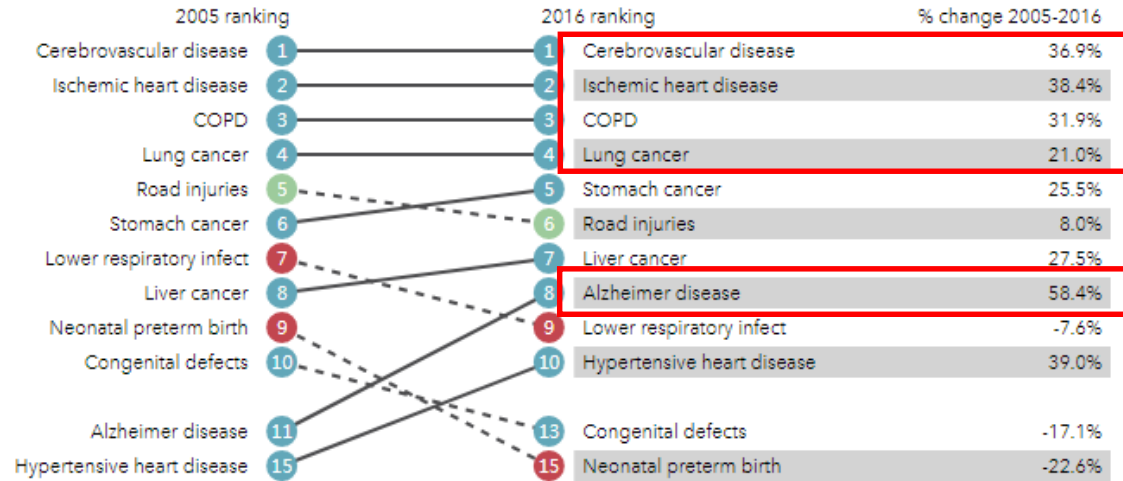 2005 ranking 2016 ranking % change 2005-2016
Cerebrovascular disease 1 1 Cerebrovascular disease 36.9%
Ischemic heart disease 2 2 Ischemic heart disease 38.4%
COPD 3 3 COPD 31.9%
Lung cancer 4 4 Lung cancer 21.0%
Road injuries 5 5 Stomach cancer 25.5%
Stomach cancer 6 6 Road injuries 8.0%
Lower respiratory infect 7 7 Liver cancer 27.5%
Liver cancer 8 8 Alzheimer disease 58.4%
Neonatal preterm birth 9 9 Lower respiratory infect -7.6%
Congenital defects 10 10 Hypertensive heart disease 39.0%
Alzheimer disease 11 13 Congenital defects -17.1%
Hypertensive heart disease 15 15 Neonatal preterm birth -22.6%